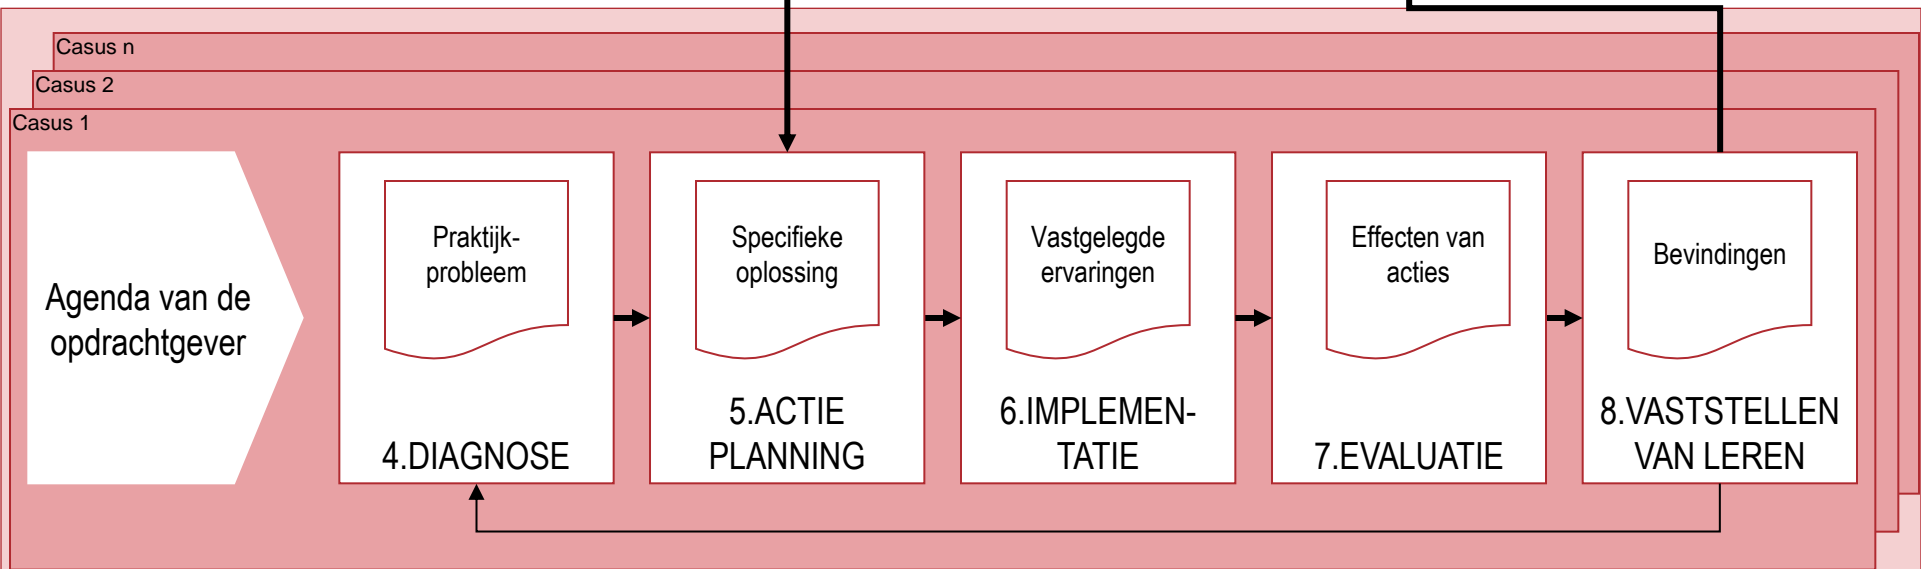 Casus n
Casus 2
Casus 1
Agenda van de
opdrachtgever
Praktijk-
probleem
4.DIAGNOSE
Specifieke
oplossing
5.ACTIE
PLANNING
Vastgelegde
ervaringen
6.IMPLEMEN-
TATIE
Effecten van
acties
7.EVALUATIE
Bevindingen
8.VASTSTELLEN
VAN LEREN